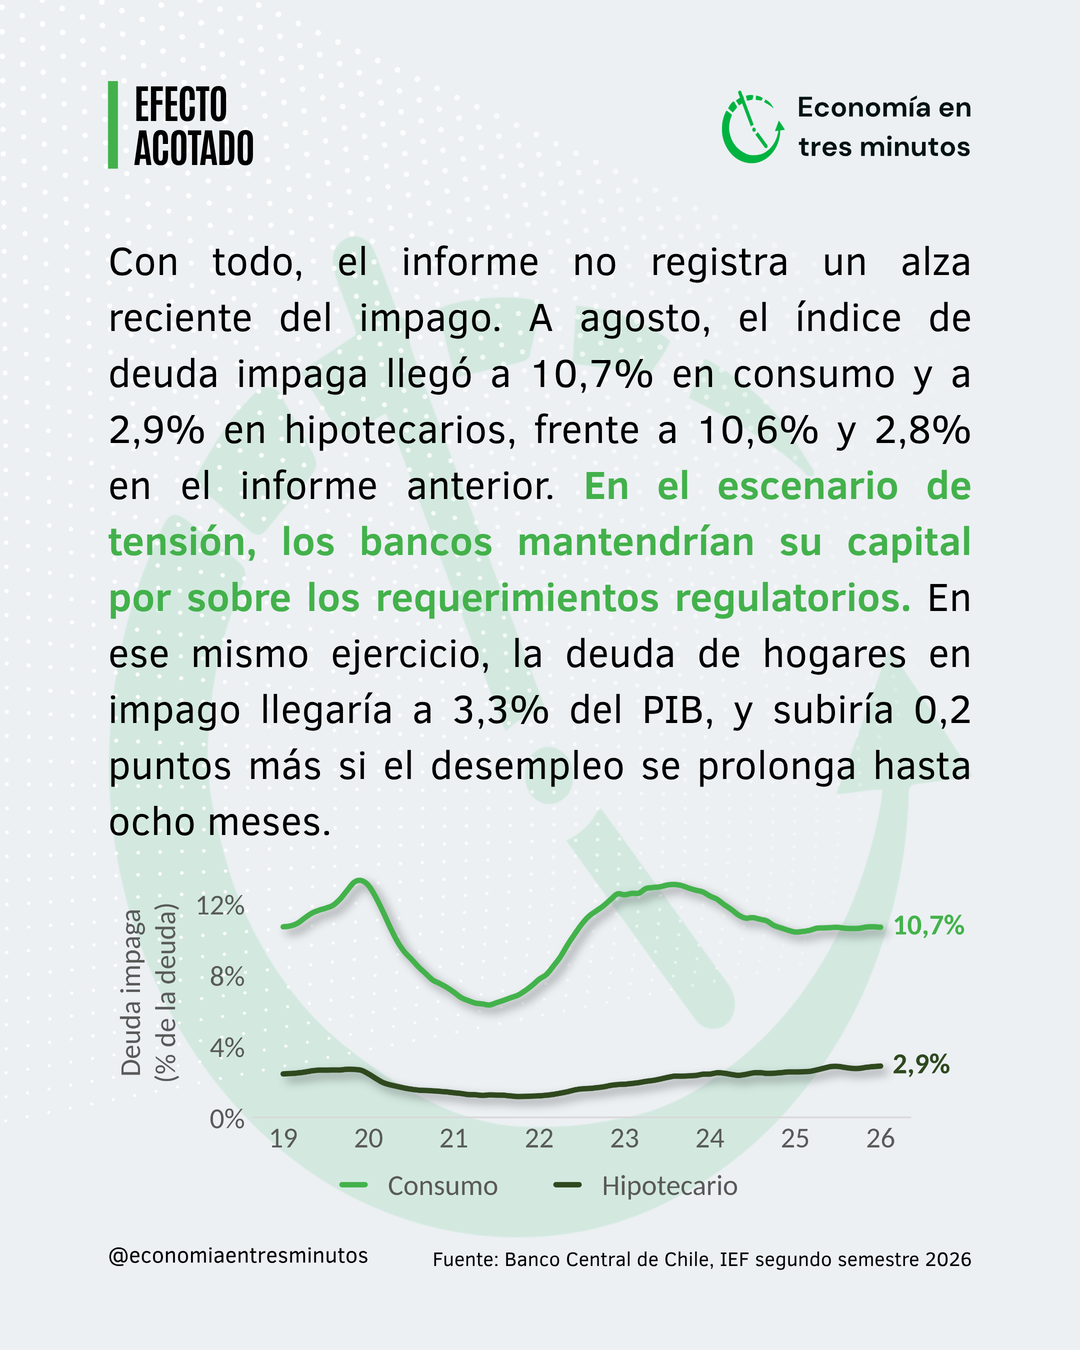 EFECTO
ACOTADO
Economía en
tres minutos
Con todo, el informe no registra un alza
reciente del impago. A agosto, el índice de
deuda impaga llegó a 10,7% en consumo y a
2,9% en hipotecarios, frente a 10,6% y 2,8%
en el informe anterior. En el escenario de
tensión, los bancos mantendrían su capital
por sobre los requerimientos regulatorios. En
ese mismo ejercicio, la deuda de hogares en
impago llegaría a 3,3% del PIB, y subiría 0,2
puntos más si el desempleo se prolonga hasta
ocho meses.
Deuda impaga
(% de la deuda)
12%
8%
4%
0%
10,7%
2,9%
19 20 21 22 23 24 25 26
Consumo Hipotecario
@economiaentresminutos
Fuente: Banco Central de Chile, IEF segundo semestre 2026